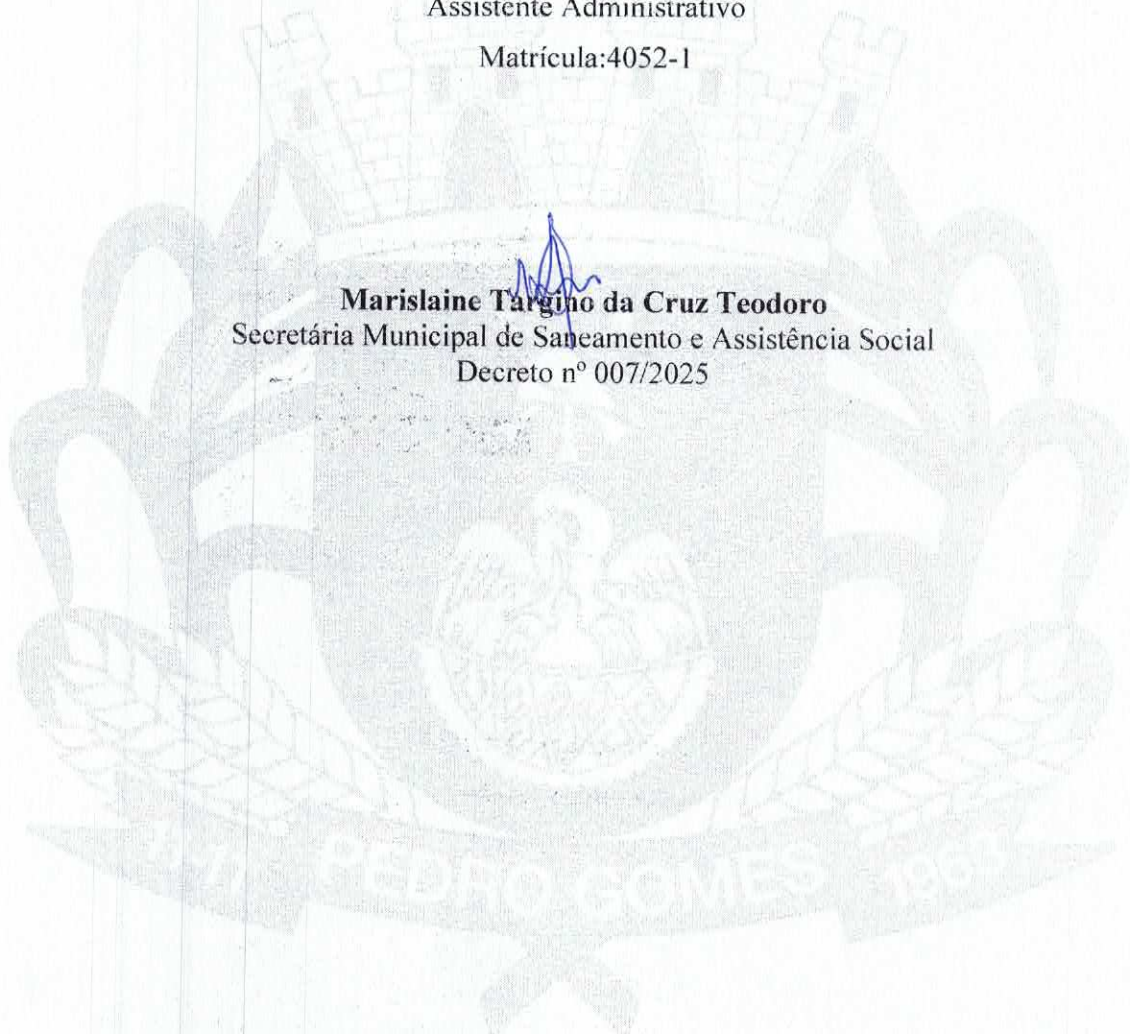 Assistente Administrativo
Matrícula:4052-1
Marislaine Targino da Cruz Teodoro
Secretária Municipal de Saneamento e Assistência Social
Decreto nº 007/2025
PEDRO GOMES
1963